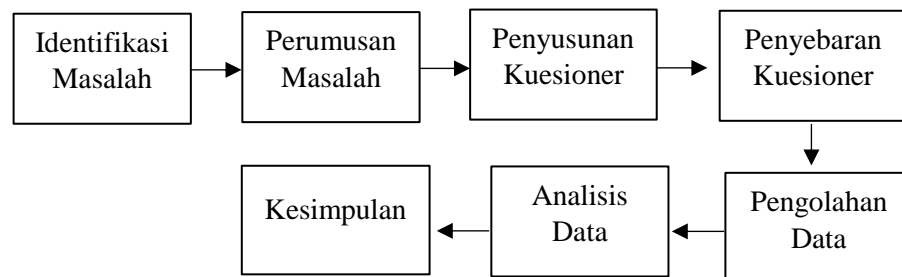 Identifikasi
Masalah
Perumusan
Masalah
Penyusunan
Kuesioner
Penyebaran
Kuesioner
Pengolahan
Data
Analisis
Data
Kesimpulan